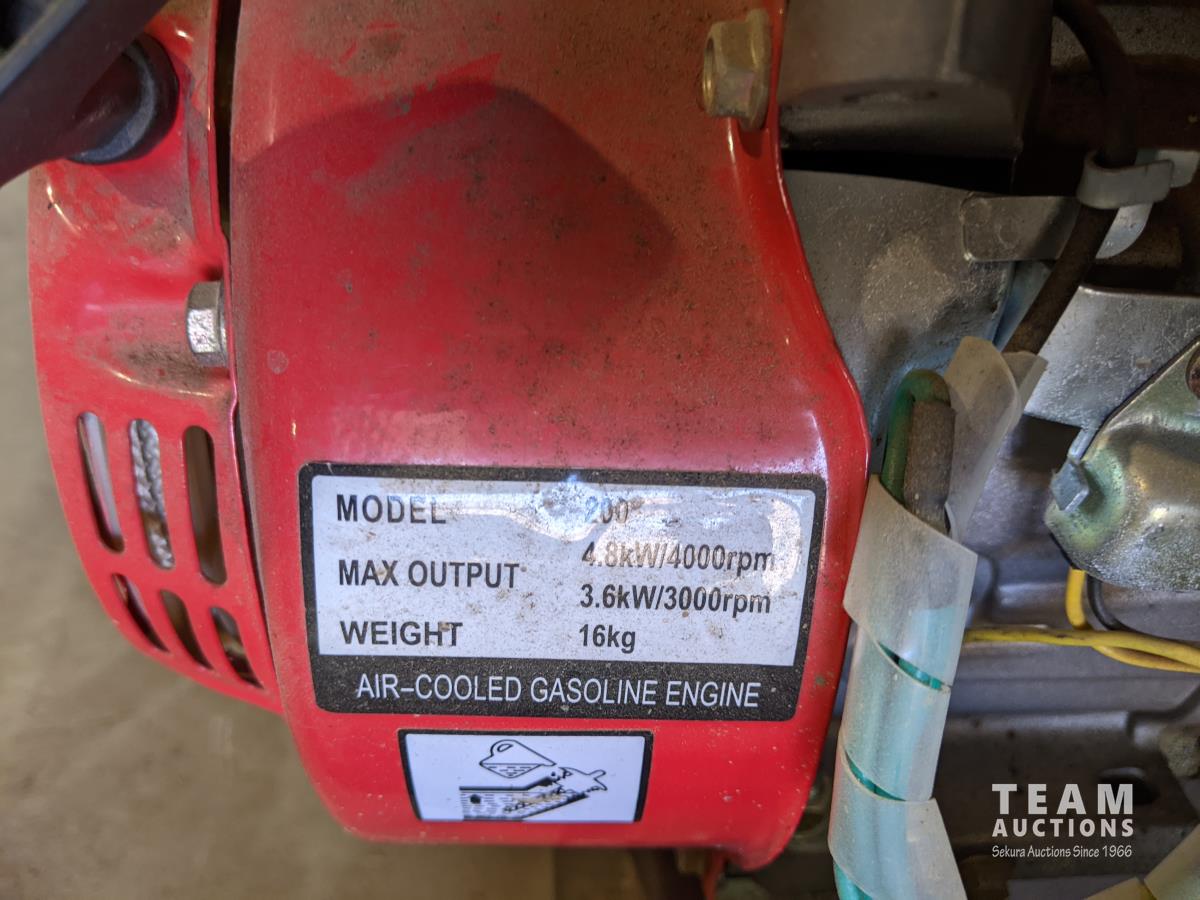 MODEL 200
MAX OUTPUT 4.8kW/4000rpm
3.6kW/3000rpm
WEIGHT 16kg
AIR-COOLED GASOLINE ENGINE
TEAM
AUCTIONS
Sekura Auctions Since 1966